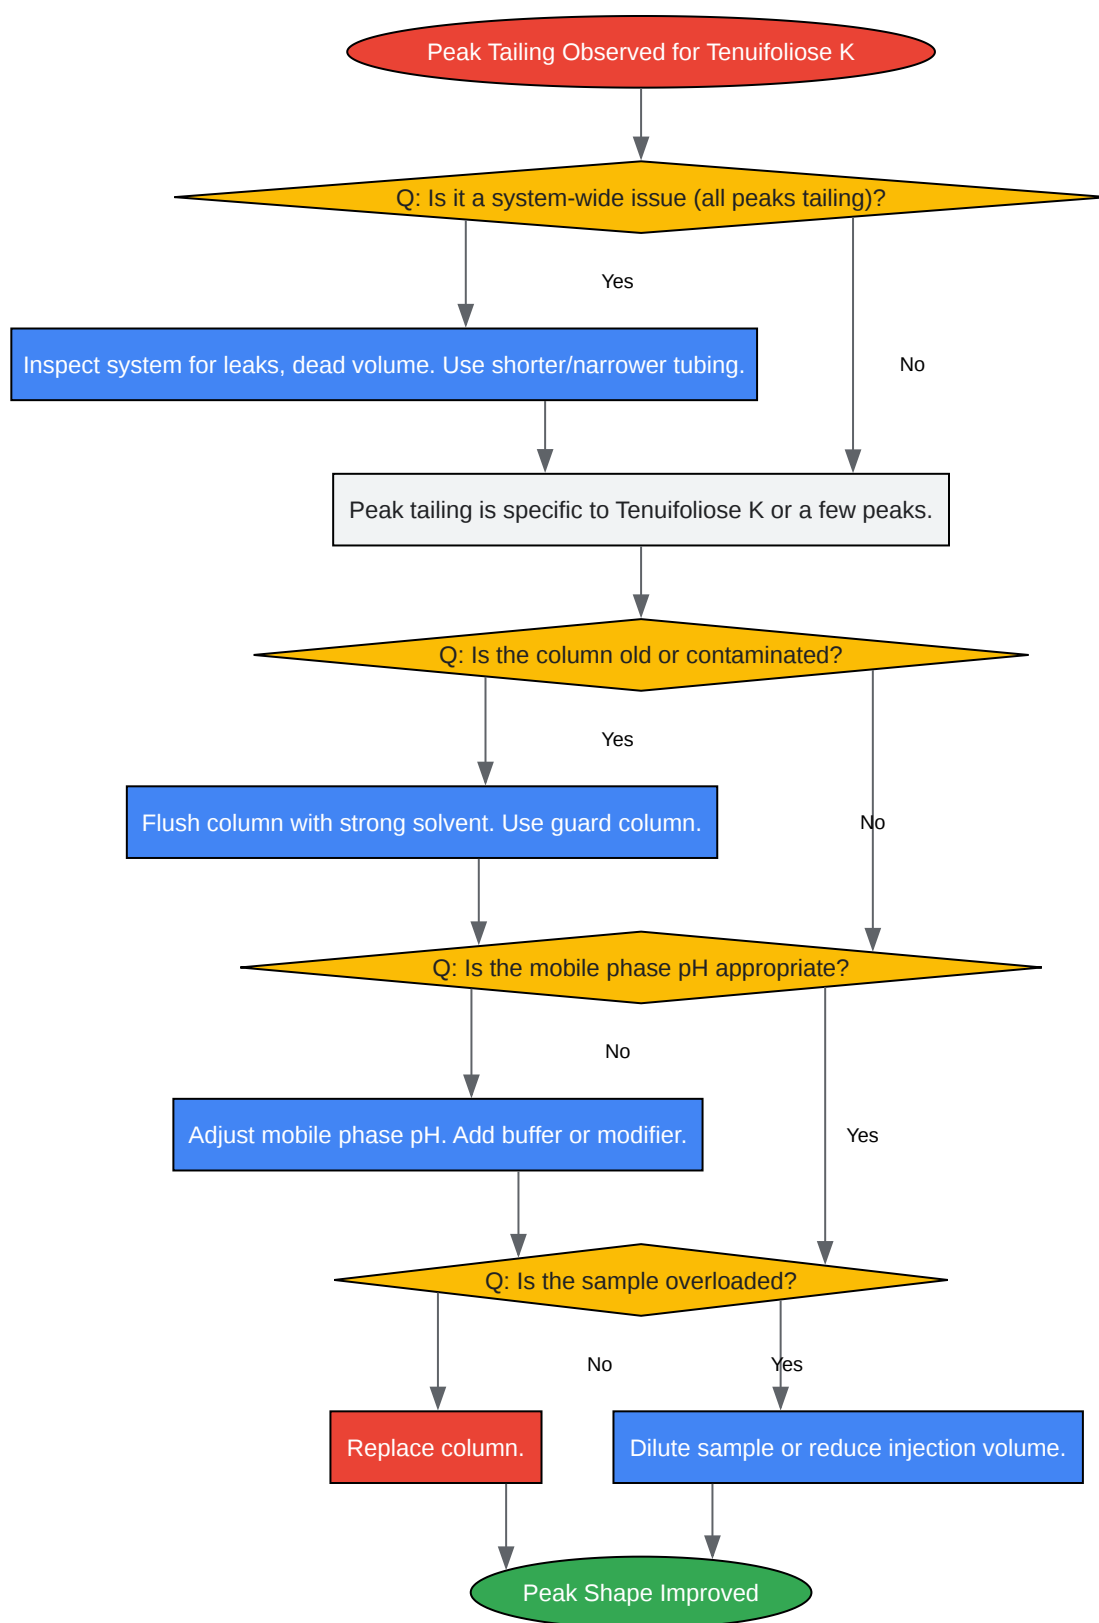 Peak Tailing Observed for Tenuifoliose K
Q: Is it a system-wide issue (all peaks tailing)?
Yes
Inspect system for leaks, dead volume. Use shorter/narrower tubing.
No
Peak tailing is specific to Tenuifoliose K or a few peaks.
Q: Is the column old or contaminated?
Yes
Flush column with strong solvent. Use guard column.
No
Q: Is the mobile phase pH appropriate?
No
Adjust mobile phase pH. Add buffer or modifier.
Yes
Q: Is the sample overloaded?
No
Yes
Replace column.
Dilute sample or reduce injection volume.
Peak Shape Improved